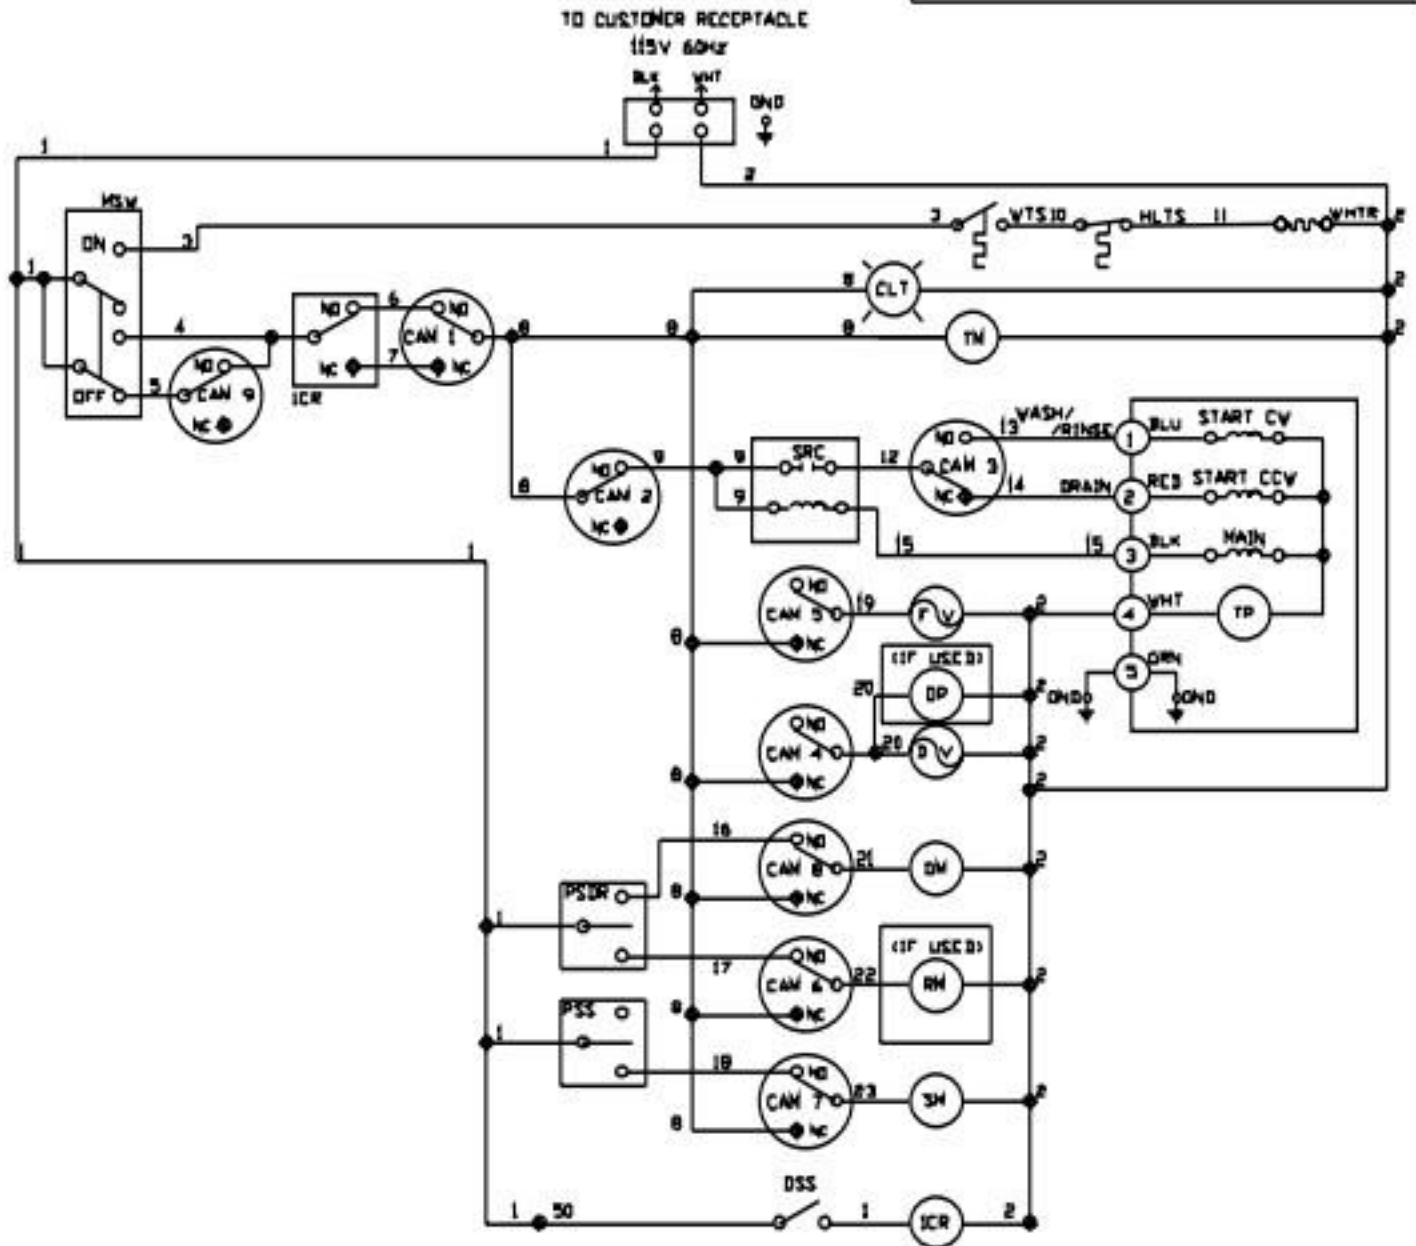 TO CUSTOMER RECEPTACLE
115V 60Hz
BLK WHT
GND
1 1
2
MSW
ON 3 3 WTS10 HLTS 11 WHTR 2
1
8 CLT 2
NO 6 NO
4 CAM 1 8 8 8 TM 2
NC 7 NC
1CR
NO
OFF 5 CAM 9
NC
WASH/
NO 13 /RINSE 1 BLU START CW
NO 9 9 SRC 12 CAM 3
8 CAM 2 9 NC 14 DRAIN 2 RED START CCW
NC
1 1 15 15 3 BLK MAIN
NO
CAM 5 19 F V 2 4 WHT TP
8 NC
(IF USED)
20 DP 2
5 GRN
GND GND
NO
CAM 4 20 D V 2
8 NC
2
16 NO
CAM 8 21 DM 2
PSDR 8 NC
1
(IF USED)
17 NO
CAM 6 22 RM 2
PSS 8 NC
1
18 NO
CAM 7 23 SM 2
8 NC
DSS
1 50 1 1CR 2